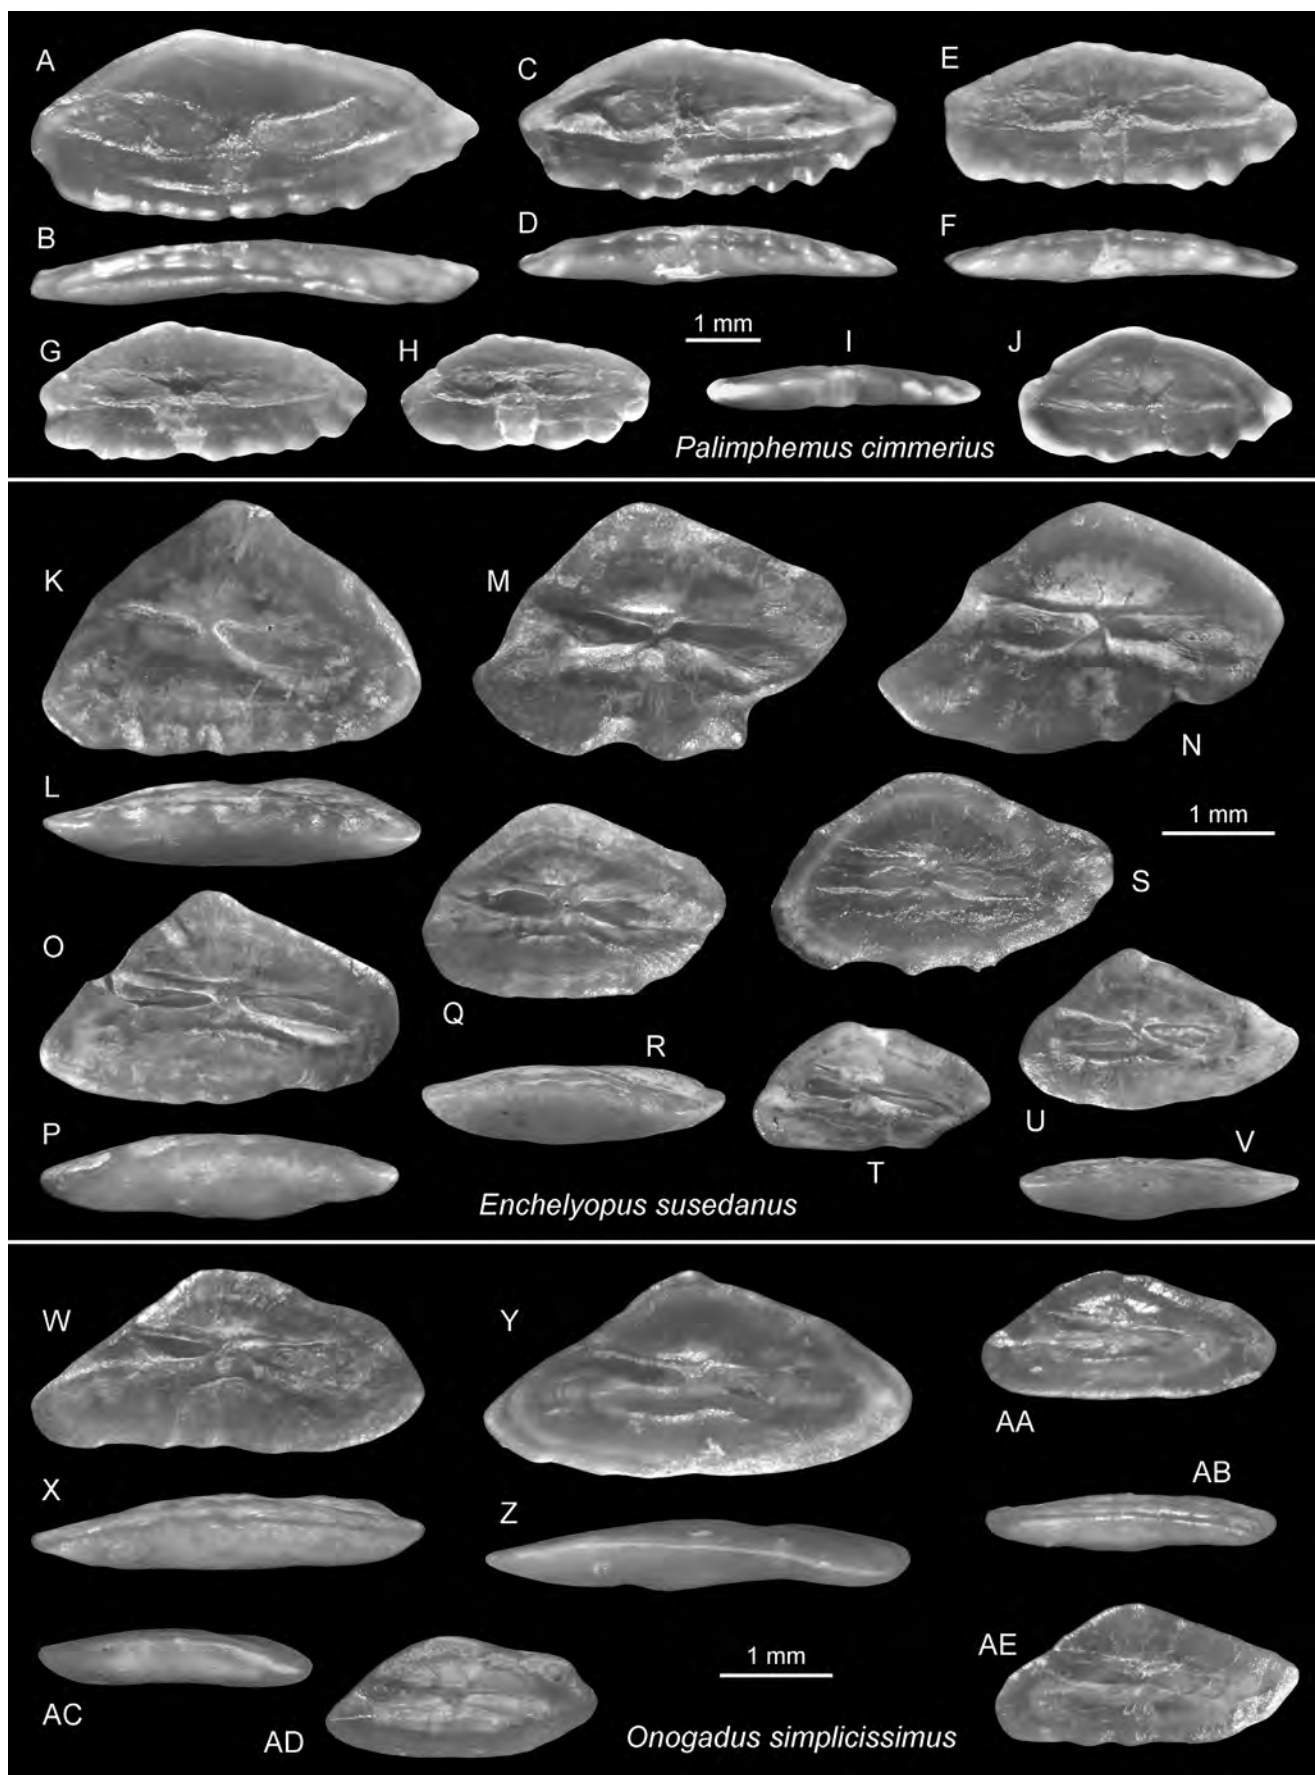 A
C
E
B
D
F
G
H
1 mm
I
J
Palimphemus cimmerius
K
M
N
L
1 mm
S
O
Q
R
U
P
T
V
Enchelyopus susedanus
W
Y
AA
X
Z
AB
AC
AD
1 mm
AE
Onogadus simplicissimus